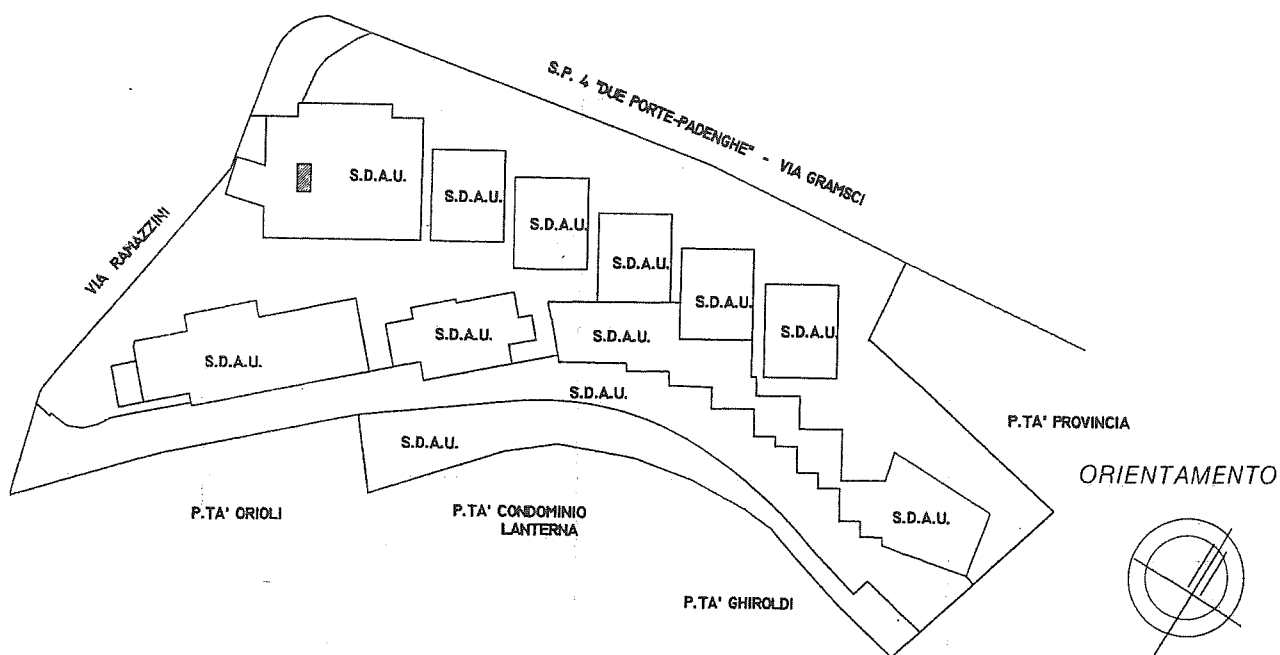 S.P. 4 "DUE PORTE-PADENGHE" - VIA GRAMSCI
VIA RAMAZZINI
S.D.A.U.
S.D.A.U.
S.D.A.U.
S.D.A.U.
S.D.A.U.
S.D.A.U.
S.D.A.U.
S.D.A.U.
S.D.A.U.
S.D.A.U.
S.D.A.U.
S.D.A.U.
P.TA' PROVINCIA
ORIENTAMENTO
P.TA' ORIOLI
P.TA' CONDOMINIO
LANTERNA
P.TA' GHIROLDI